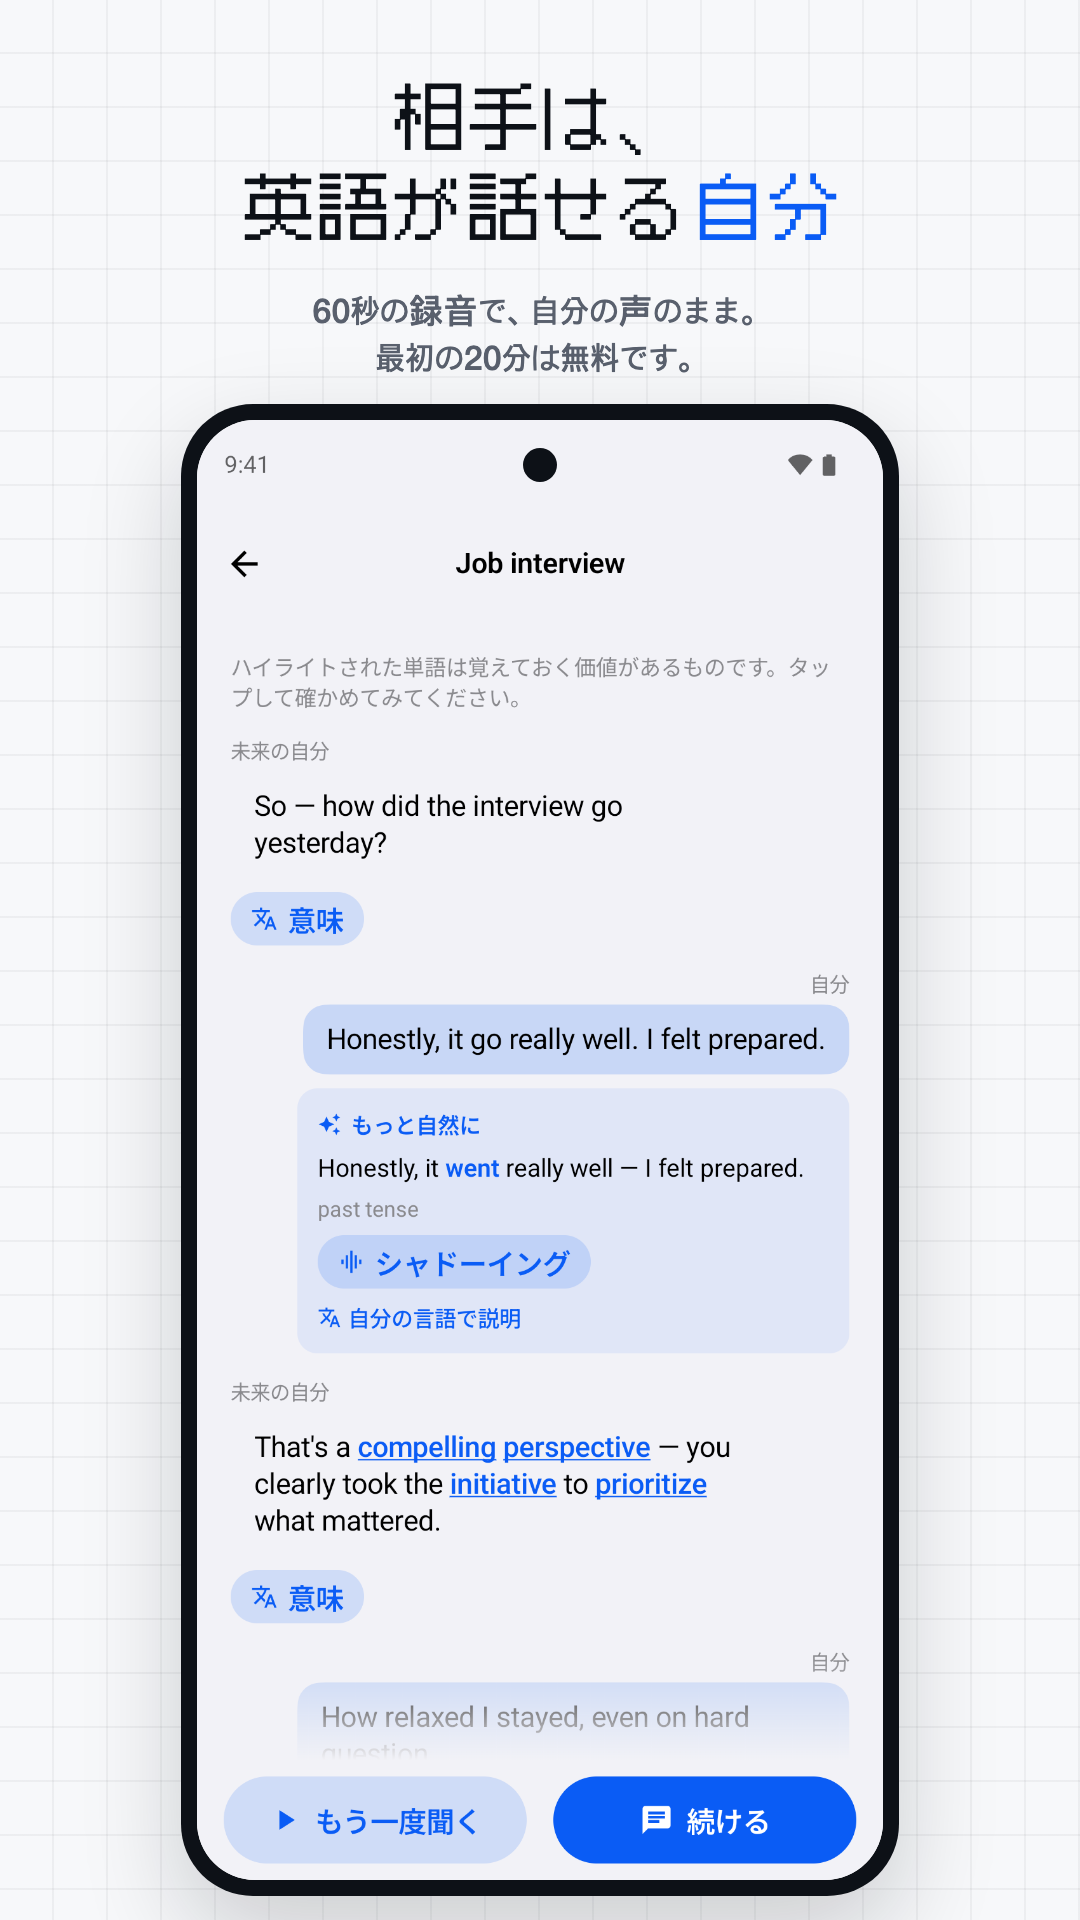 相手は、
英語が話せる自分
60秒の録音で、自分の声のまま。
最初の20分は無料です。
9:41
Job interview
ハイライトされた単語は覚えておく価値があるものです。タッ
プして確かめてみてください。
未来の自分
So — how did the interview go
yesterday?
意味
自分
Honestly, it go really well. I felt prepared.
もっと自然に
Honestly, it went really well — I felt prepared.
past tense
シャドーイング
自分の言語で説明
未来の自分
That's a compelling perspective — you
clearly took the initiative to prioritize
what mattered.
意味
自分
How relaxed I stayed, even on hard
question
もう一度聞く
続ける